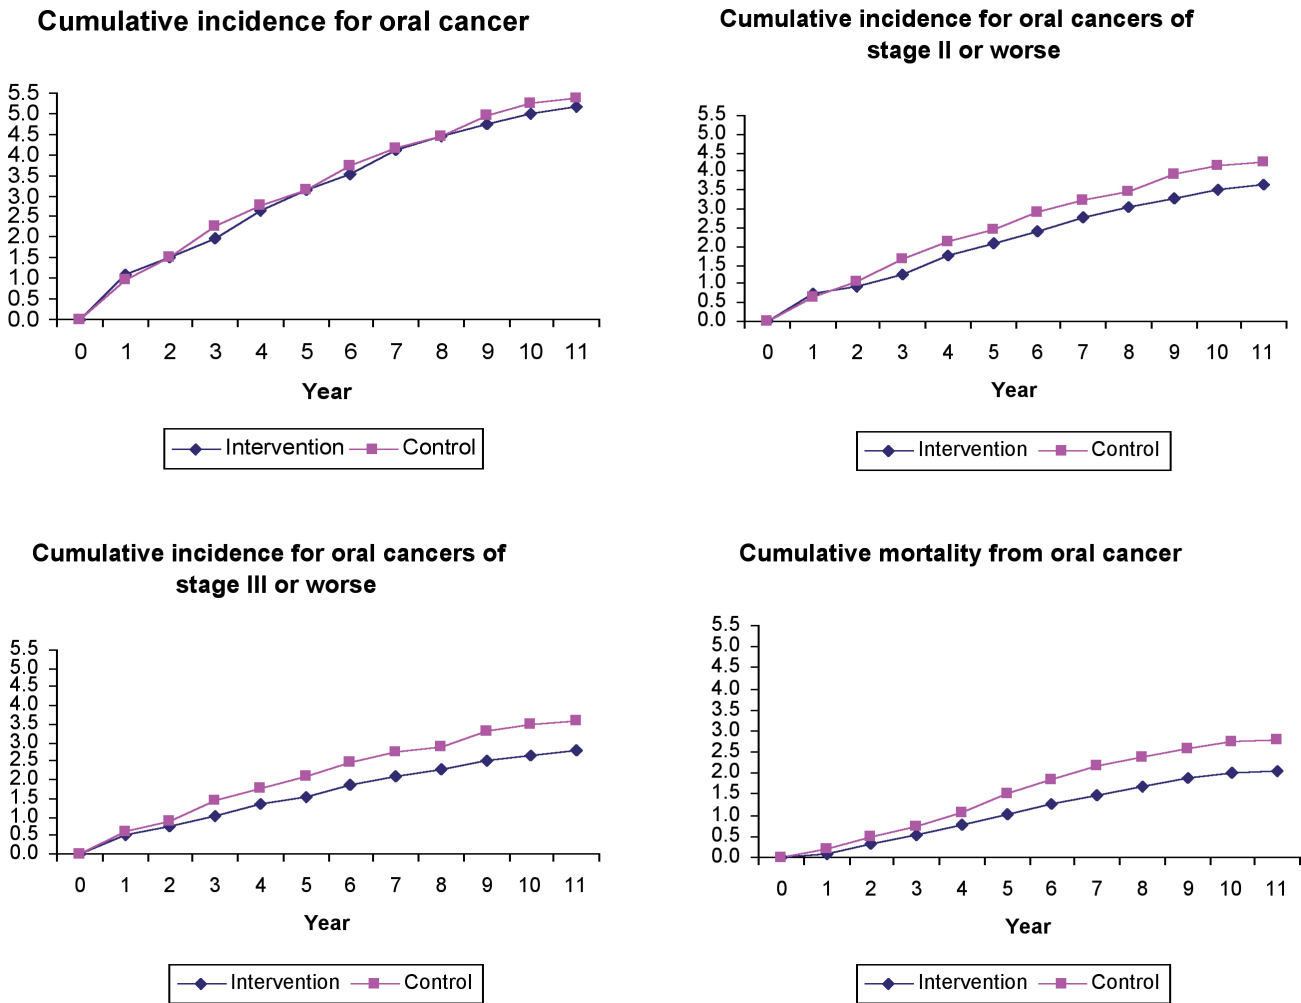 Cumulative incidence for oral cancer
5.5
5.0
4.5
4.0
3.5
3.0
2.5
2.0
1.5
1.0
0.5
0.0
0 1 2 3 4 5 6 7 8 9 10 11
Year
Intervention Control
Cumulative incidence for oral cancers of
stage II or worse
5.5
5.0
4.5
4.0
3.5
3.0
2.5
2.0
1.5
1.0
0.5
0.0
0 1 2 3 4 5 6 7 8 9 10 11
Year
Intervention Control
Cumulative incidence for oral cancers of
stage III or worse
5.5
5.0
4.5
4.0
3.5
3.0
2.5
2.0
1.5
1.0
0.5
0.0
0 1 2 3 4 5 6 7 8 9 10 11
Year
Intervention Control
Cumulative mortality from oral cancer
5.5
5.0
4.5
4.0
3.5
3.0
2.5
2.0
1.5
1.0
0.5
0.0
0 1 2 3 4 5 6 7 8 9 10 11
Year
Intervention Control